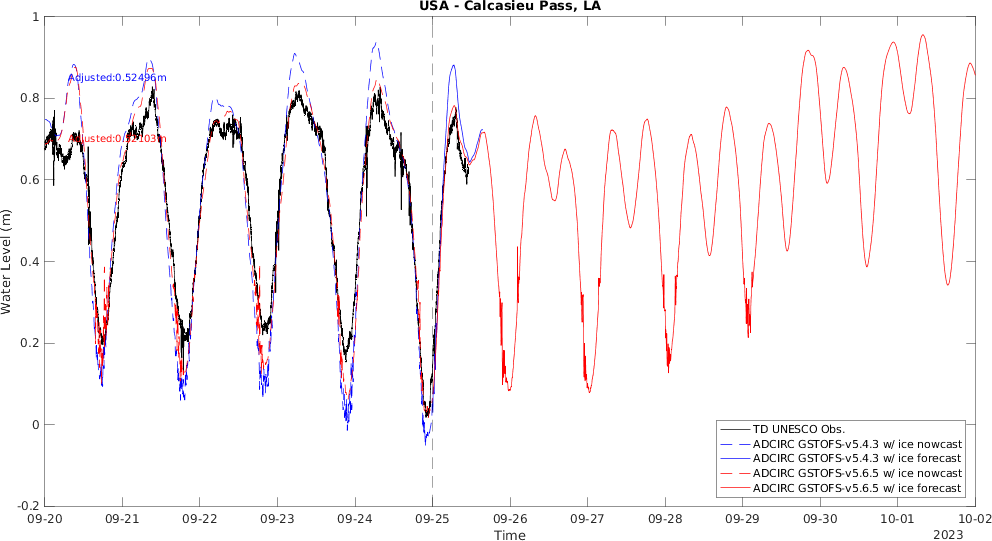 USA - Calcasieu Pass, LA
1
0.8
0.6
0.4
0.2
0
-0.2
Water Level (m)
Adjusted:0.52496m
09-20
09-21
09-22
09-23
09-24
09-25
09-26
09-27
09-28
09-29
09-30
10-01
10-02
2023
Time
TD UNESCO Obs.
ADCIRC GSTOFS-v5.4.3 w/ ice nowcast
ADCIRC GSTOFS-v5.4.3 w/ ice forecast
ADCIRC GSTOFS-v5.6.5 w/ ice nowcast
ADCIRC GSTOFS-v5.6.5 w/ ice forecast